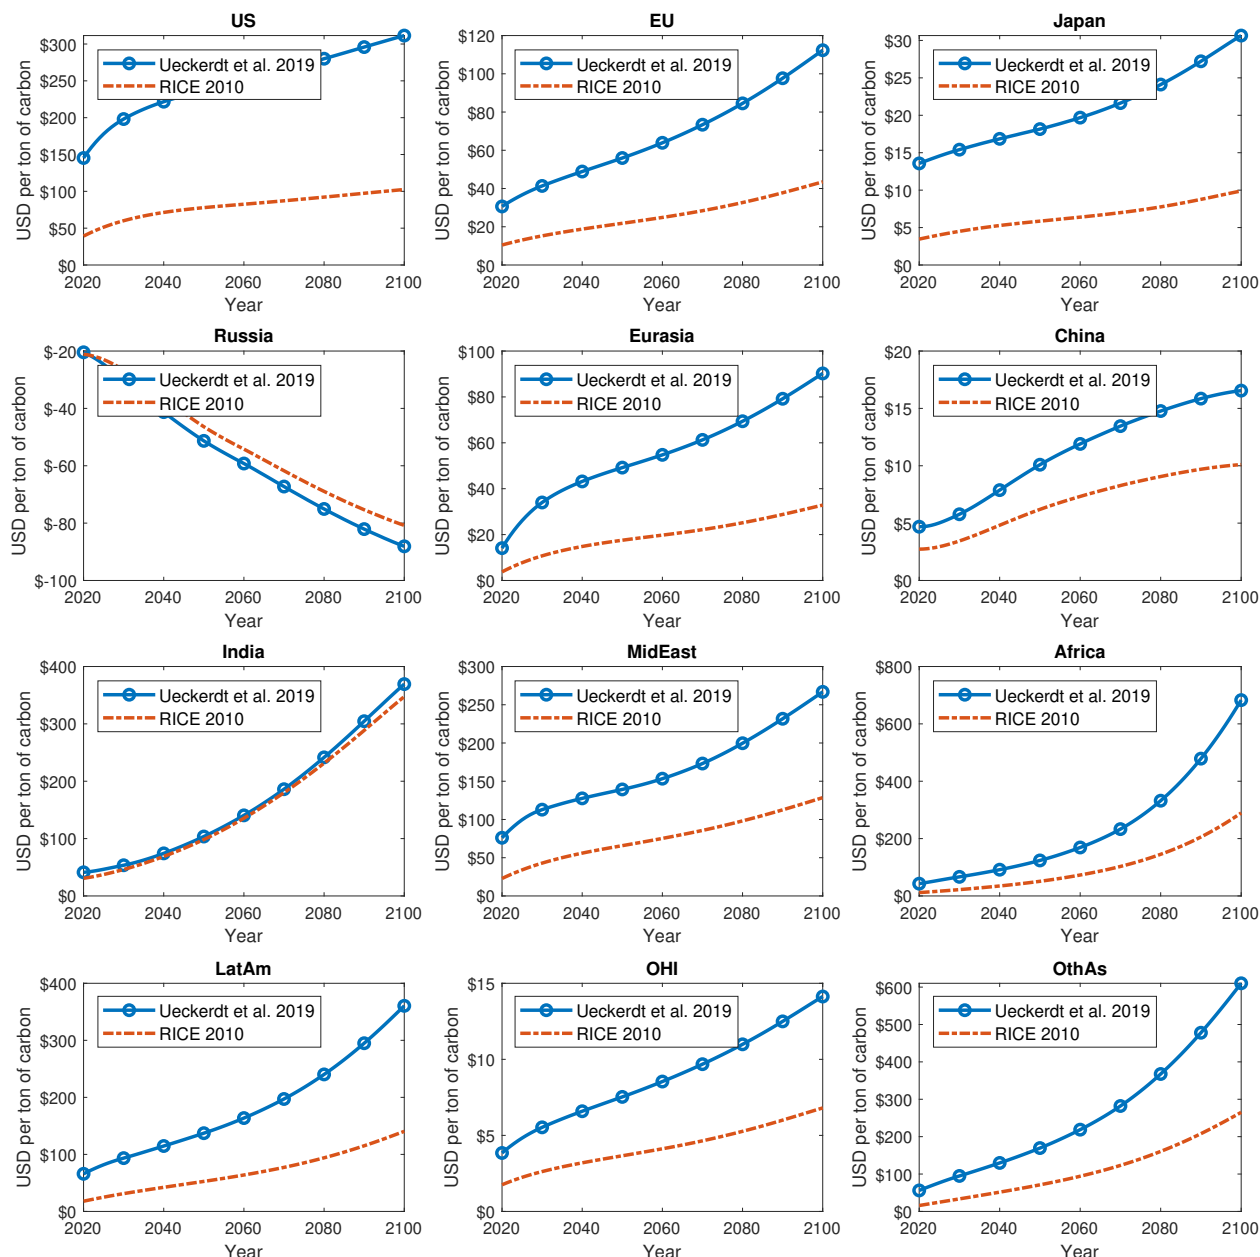 US
$300
$250
$200
$150
$100
$50
$0
USD per ton of carbon
Ueckerdt et al. 2019
RICE 2010
2020 2040 2060 2080 2100
Year
EU
$120
$100
$80
$60
$40
$20
$0
USD per ton of carbon
Ueckerdt et al. 2019
RICE 2010
2020 2040 2060 2080 2100
Year
Japan
$30
$25
$20
$15
$10
$5
$0
USD per ton of carbon
Ueckerdt et al. 2019
RICE 2010
2020 2040 2060 2080 2100
Year
Russia
$-20
$-40
$-60
$-80
$-100
USD per ton of carbon
Ueckerdt et al. 2019
RICE 2010
2020 2040 2060 2080 2100
Year
Eurasia
$100
$80
$60
$40
$20
$0
USD per ton of carbon
Ueckerdt et al. 2019
RICE 2010
2020 2040 2060 2080 2100
Year
China
$20
$15
$10
$5
$0
USD per ton of carbon
Ueckerdt et al. 2019
RICE 2010
2020 2040 2060 2080 2100
Year
India
$400
$300
$200
$100
$0
USD per ton of carbon
Ueckerdt et al. 2019
RICE 2010
2020 2040 2060 2080 2100
Year
MidEast
$300
$250
$200
$150
$100
$50
$0
USD per ton of carbon
Ueckerdt et al. 2019
RICE 2010
2020 2040 2060 2080 2100
Year
Africa
$800
$600
$400
$200
$0
USD per ton of carbon
Ueckerdt et al. 2019
RICE 2010
2020 2040 2060 2080 2100
Year
LatAm
$400
$300
$200
$100
$0
USD per ton of carbon
Ueckerdt et al. 2019
RICE 2010
2020 2040 2060 2080 2100
Year
OHI
$15
$10
$5
$0
USD per ton of carbon
Ueckerdt et al. 2019
RICE 2010
2020 2040 2060 2080 2100
Year
OthAs
$600
$500
$400
$300
$200
$100
$0
USD per ton of carbon
Ueckerdt et al. 2019
RICE 2010
2020 2040 2060 2080 2100
Year